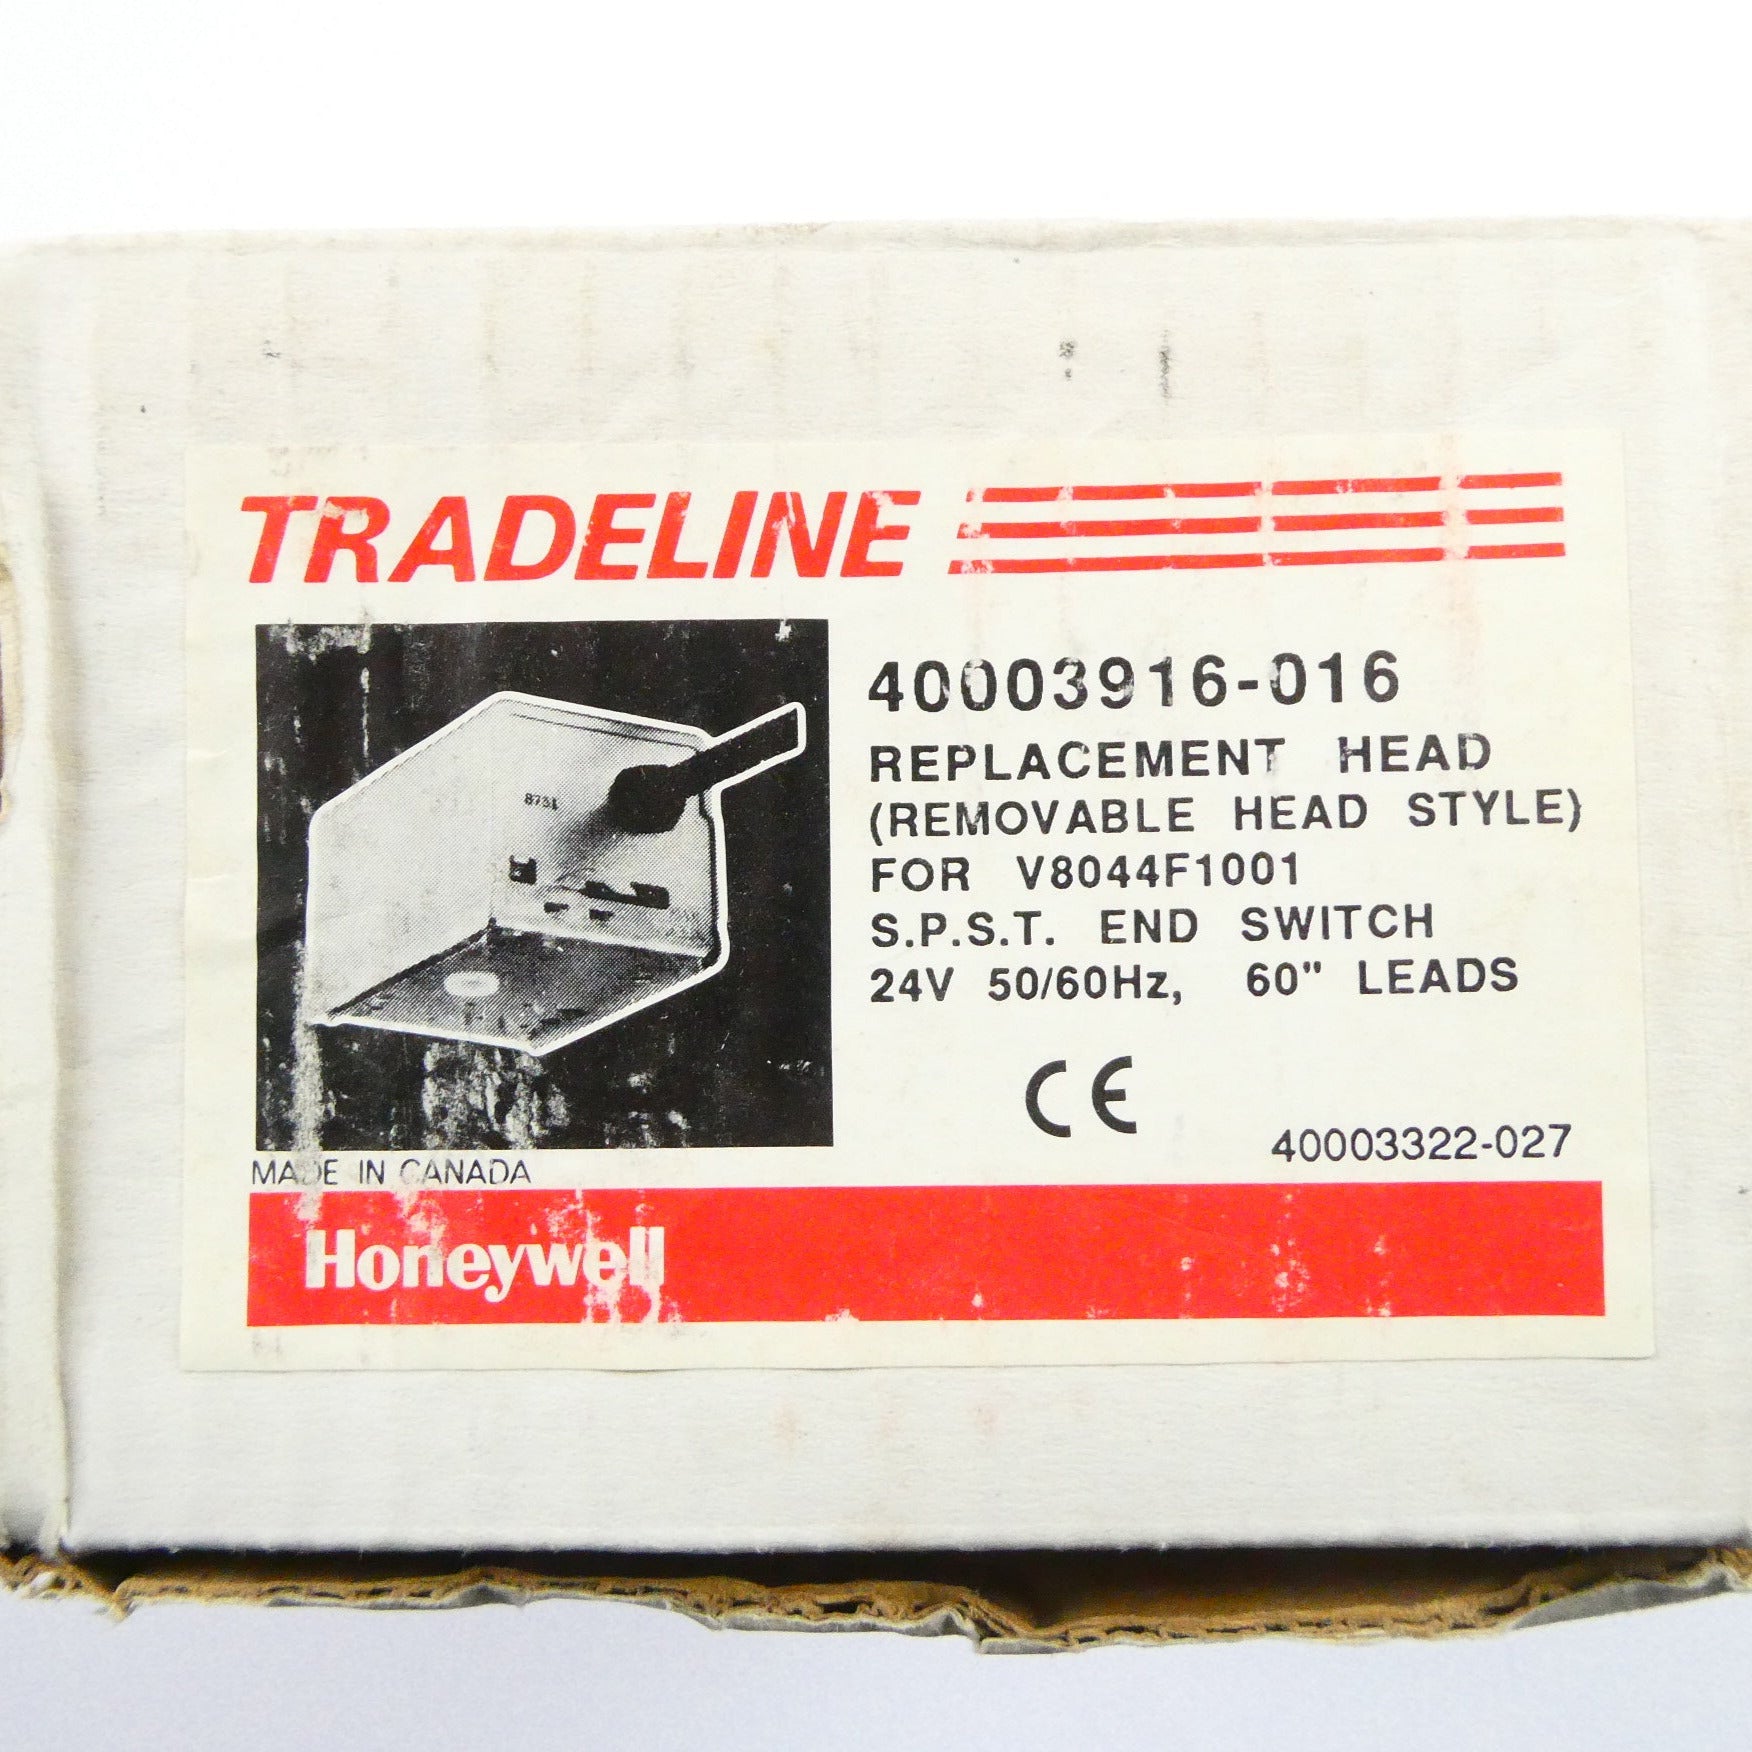 TRADELINE
8731
40003916-016
REPLACEMENT HEAD
(REMOVABLE HEAD STYLE)
FOR V8044F1001
S.P.S.T. END SWITCH
24V 50/60Hz, 60" LEADS
CE
40003322-027
MADE IN CANADA
Honeywell